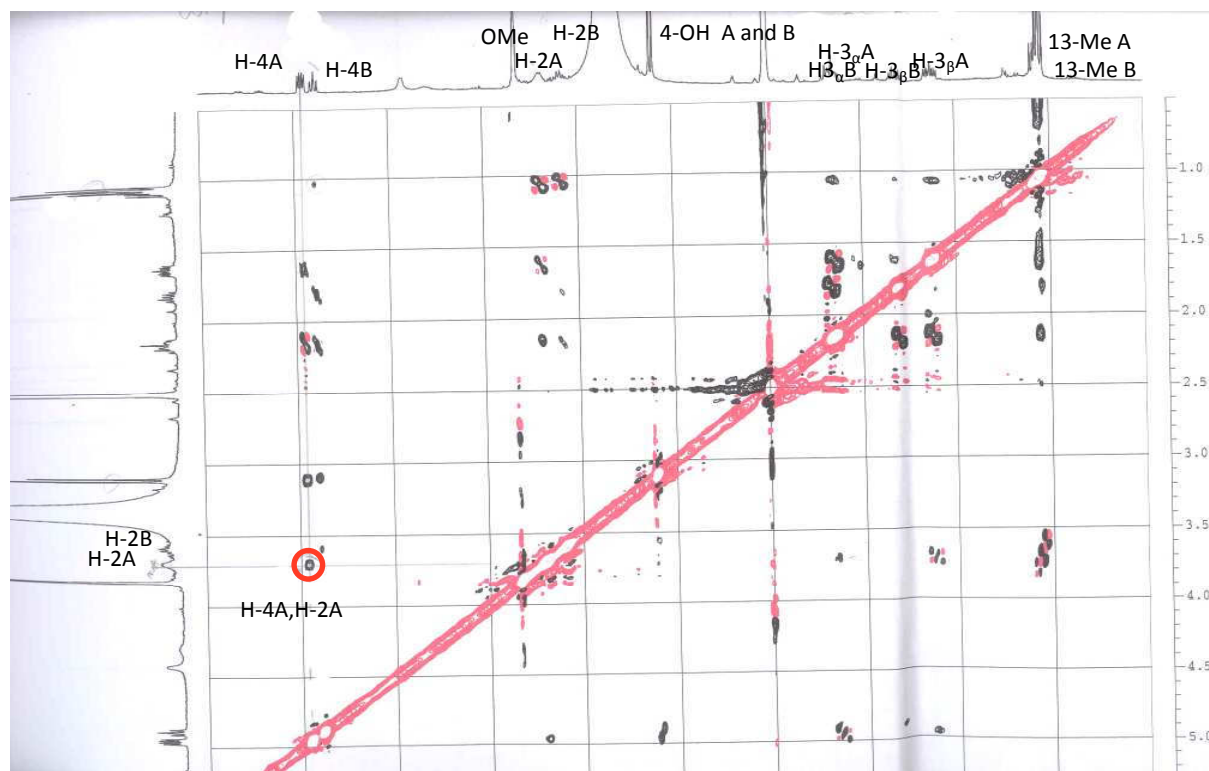 H-4A
H-4B
OMe
H-2A
H-2B
4-OH A and B
H-3αA
H3αB
H-3βB
H-3βA
13-Me A
13-Me B
1.0
1.5
2.0
2.5
3.0
3.5
4.0
4.5
5.0
H-2B
H-2A
H-4A,H-2A